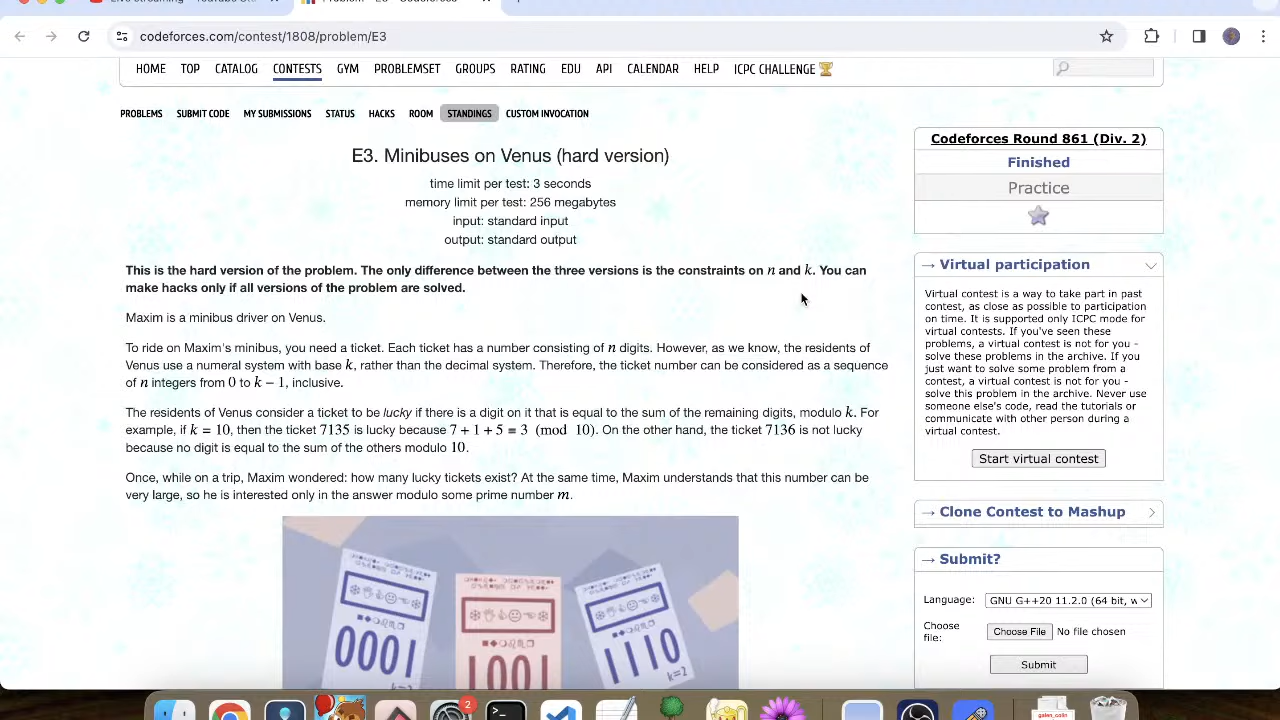 codeforces.com/contest/1808/problem/E3
HOME TOP CATALOG CONTESTS GYM PROBLEMSET GROUPS RATING EDU API CALENDAR HELP ICPC CHALLENGE
PROBLEMS SUBMIT CODE MY SUBMISSIONS STATUS HACKS ROOM STANDINGS CUSTOM INVOCATION
E3. Minibuses on Venus (hard version)
time limit per test: 3 seconds
memory limit per test: 256 megabytes
input: standard input
output: standard output
This is the hard version of the problem. The only difference between the three versions is the constraints on n and k. You can
make hacks only if all versions of the problem are solved.
Maxim is a minibus driver on Venus.
To ride on Maxim's minibus, you need a ticket. Each ticket has a number consisting of n digits. However, as we know, the residents of
Venus use a numeral system with base k, rather than the decimal system. Therefore, the ticket number can be considered as a sequence
of n integers from 0 to k − 1, inclusive.
The residents of Venus consider a ticket to be lucky if there is a digit on it that is equal to the sum of the remaining digits, modulo k. For
example, if k = 10, then the ticket 7135 is lucky because 7 + 1 + 5 ≡ 3 (mod 10). On the other hand, the ticket 7136 is not lucky
because no digit is equal to the sum of the others modulo 10.
Once, while on a trip, Maxim wondered: how many lucky tickets exist? At the same time, Maxim understands that this number can be
very large, so he is interested only in the answer modulo some prime number m.
0001
k=2
1001
1110
k=2
Codeforces Round 861 (Div. 2)
Finished
Practice
→ Virtual participation
Virtual contest is a way to take part in past
contest, as close as possible to participation
on time. It is supported only ICPC mode for
virtual contests. If you've seen these
problems, a virtual contest is not for you -
solve these problems in the archive. If you
just want to solve some problem from a
contest, a virtual contest is not for you -
solve this problem in the archive. Never use
someone else's code, read the tutorials or
communicate with other person during a
virtual contest.
Start virtual contest
→ Clone Contest to Mashup
→ Submit?
Language: GNU G++20 11.2.0 (64 bit, w
Choose
file:
Choose File No file chosen
Submit
2